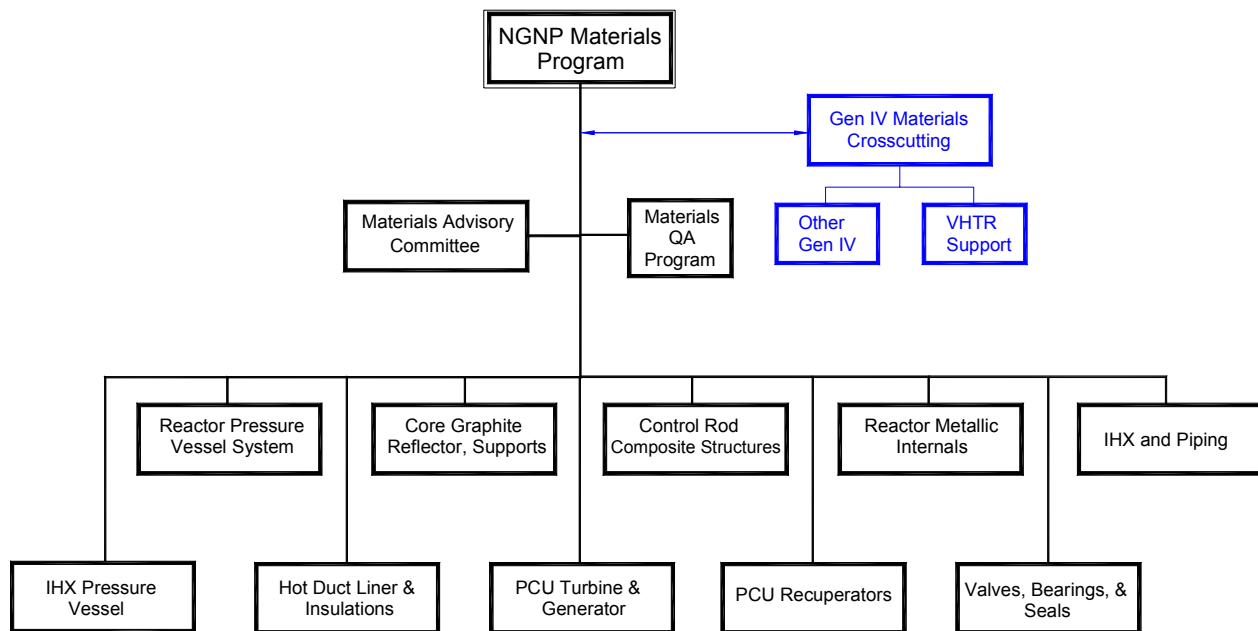 NGNP Materials
Program
Gen IV Materials
Crosscutting
Materials Advisory
Committee
Materials
QA
Program
Other
Gen IV
VHTR
Support
Reactor Pressure
Vessel System
Core Graphite
Reflector, Supports
Control Rod
Composite Structures
Reactor Metallic
Internals
IHX and Piping
IHX Pressure
Vessel
Hot Duct Liner &
Insulations
PCU Turbine &
Generator
PCU Recuperators
Valves, Bearings, &
Seals